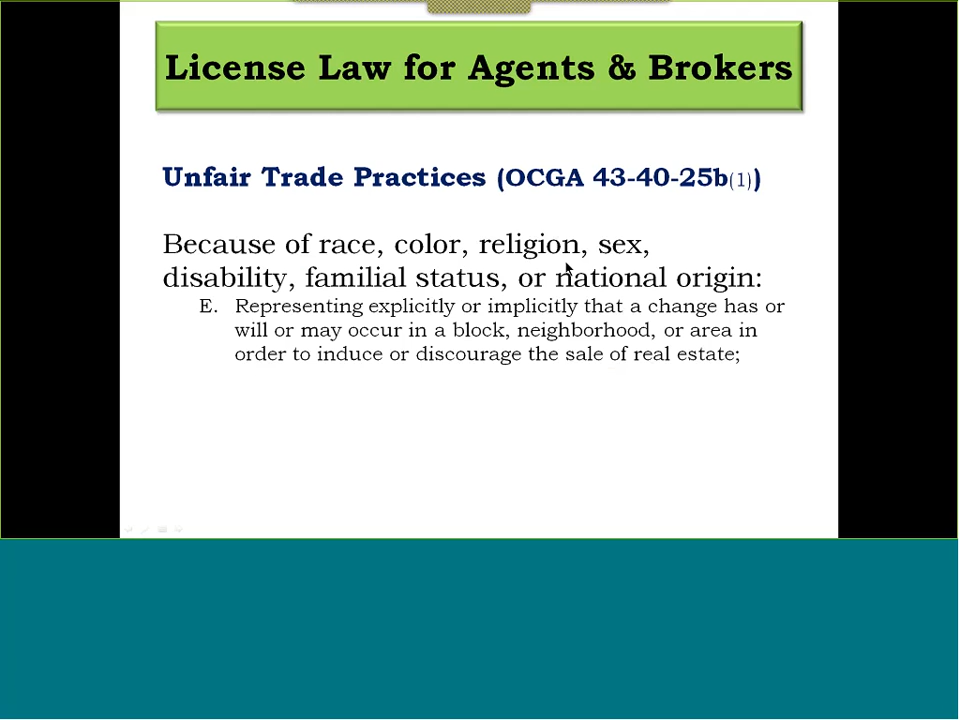 License Law for Agents & Brokers
Unfair Trade Practices (OCGA 43-40-25b(1))
Because of race, color, religion, sex,
disability, familial status, or national origin:
E. Representing explicitly or implicitly that a change has or
will or may occur in a block, neighborhood, or area in
order to induce or discourage the sale of real estate;